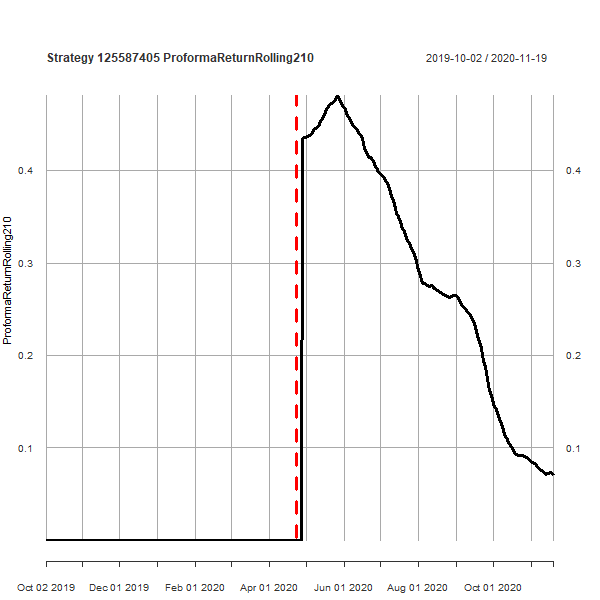 Strategy 125587405 ProformaReturnRolling210
2019-10-02 / 2020-11-19
ProformaReturnRolling210
0.4
0.3
0.2
0.1
0.4
0.3
0.2
0.1
Oct 02 2019
Dec 01 2019
Feb 01 2020
Apr 01 2020
Jun 01 2020
Aug 01 2020
Oct 01 2020